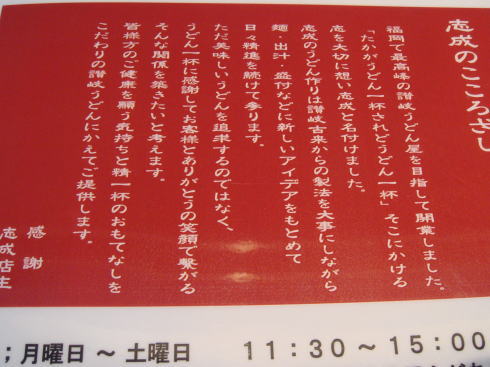 志成のこころざし
福岡で最高峰の讃岐うどん屋を目指して開業しました。
「たかがうどん一杯されどうどん一杯」そこにかける
志を大切に想い志成と名付けました。
志成のうどん作りは讃岐古来からの製法を大事にしながら
麺・出汁・盛付などに新しいアイデアをもとめて
日々精進を続けて参ります。
ただ美味しいうどんを追求するのではなく、
うどん一杯に感謝してお客様とありがとうの笑顔で繋がる
そんな関係を築きたいと考えます。
皆様方のご健康を願う気持ちと精一杯のおもてなしを
こだわりの讃岐うどんにかえてご提供します。
感謝
志成店主
；月曜日 〜 土曜日　11：30〜15：00